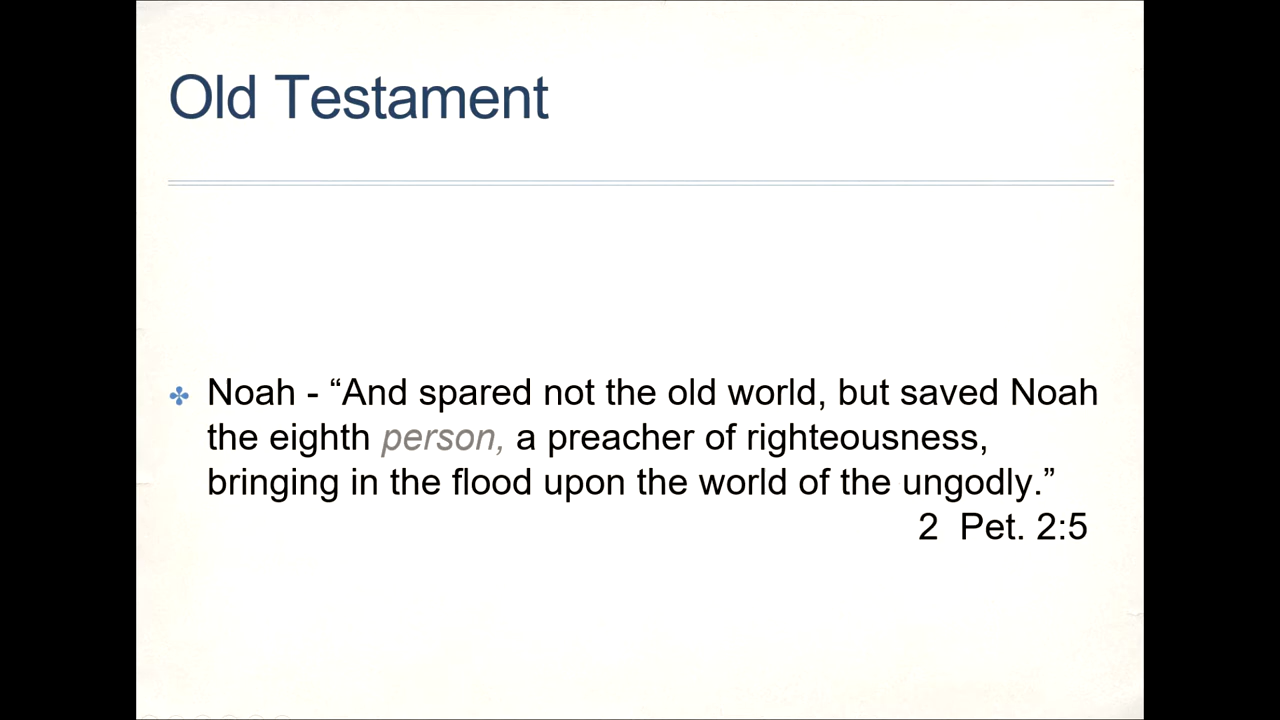 Old Testament
Noah - “And spared not the old world, but saved Noah
the eighth person, a preacher of righteousness,
bringing in the flood upon the world of the ungodly.”
2 Pet. 2:5